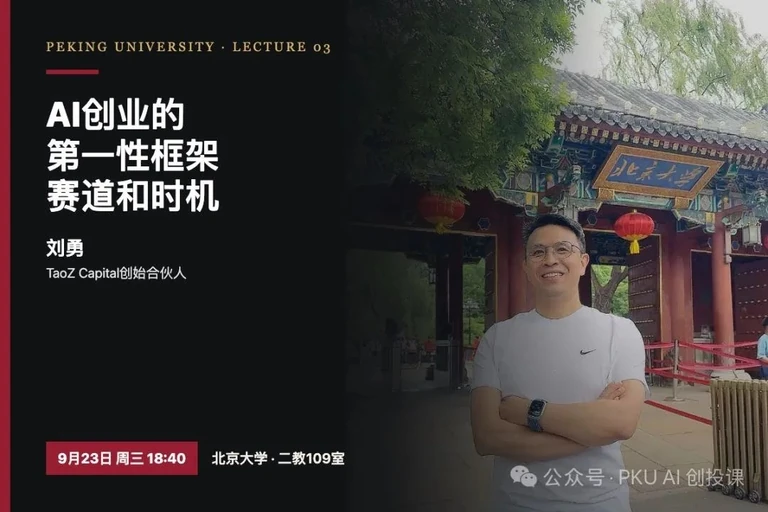 PEKING UNIVERSITY · LECTURE 03
AI创业的
第一性框架
赛道和时机
刘勇
TaoZ Capital创始合伙人
9月23日 周三 18:40
北京大学 · 二教109室
北京大学
公众号 · PKU AI 创投课